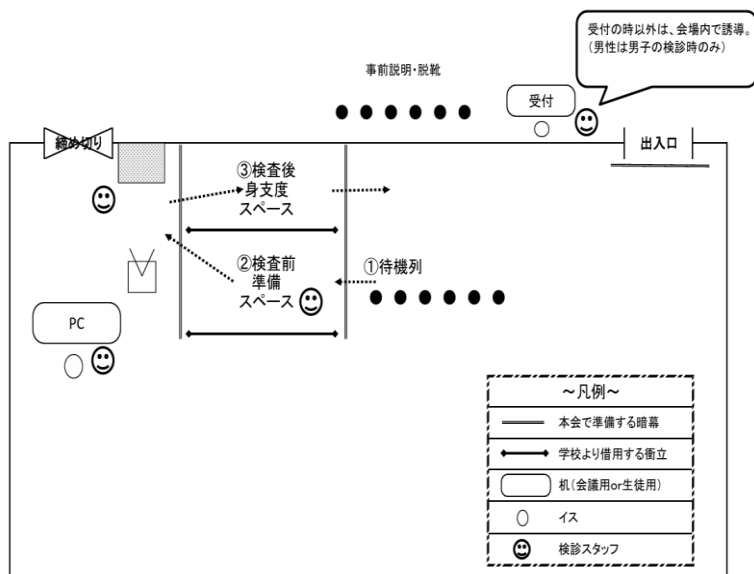 受付の時以外は、会場内で誘導。
(男性は男子の検診時のみ)
事前説明・脱靴
受付
締め切り
出入口
③検査後
身支度
スペース
②検査前
準備
スペース
①待機列
PC
～凡例～
本会で準備する暗幕
学校より借用する衝立
机(会議用or生徒用)
イス
検診スタッフ